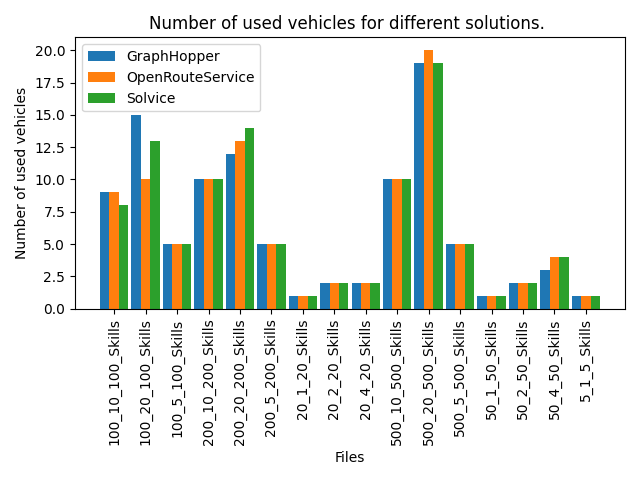 Number of used vehicles for different solutions.
GraphHopper
OpenRouteService
Solvice
Number of used vehicles
20.0
17.5
15.0
12.5
10.0
7.5
5.0
2.5
0.0
100_10_100_Skills
100_20_100_Skills
100_5_100_Skills
200_10_200_Skills
200_20_200_Skills
200_5_200_Skills
20_1_20_Skills
20_2_20_Skills
20_4_20_Skills
500_10_500_Skills
500_20_500_Skills
500_5_500_Skills
50_1_50_Skills
50_2_50_Skills
50_4_50_Skills
5_1_5_Skills
Files